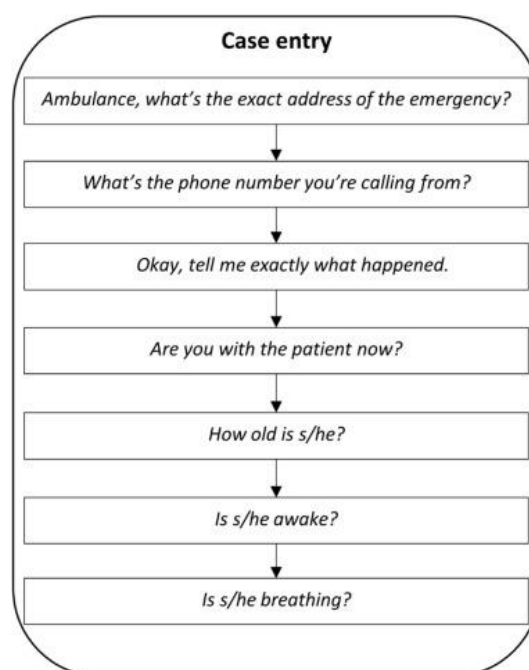 Case entry
Ambulance, what's the exact address of the emergency?
What's the phone number you're calling from?
Okay, tell me exactly what happened.
Are you with the patient now?
How old is s/he?
Is s/he awake?
Is s/he breathing?